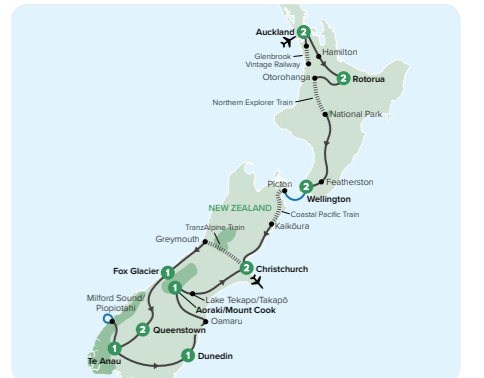 Auckland
2
Glenbrook
Vintage Railway
Hamilton
Otorohanga
2
Rotorua
Northern Explorer Train
National Park
Featherston
2
Wellington
Picton
NEW ZEALAND
Coastal Pacific Train
TranzAlpine Train
Kaikōura
Greymouth
2
Christchurch
Fox Glacier
1
1
Lake Tekapo/Takapō
Aoraki/Mount Cook
Milford Sound
Piopiotahi
Oamaru
2
Queenstown
1
Te Anau
1
Dunedin